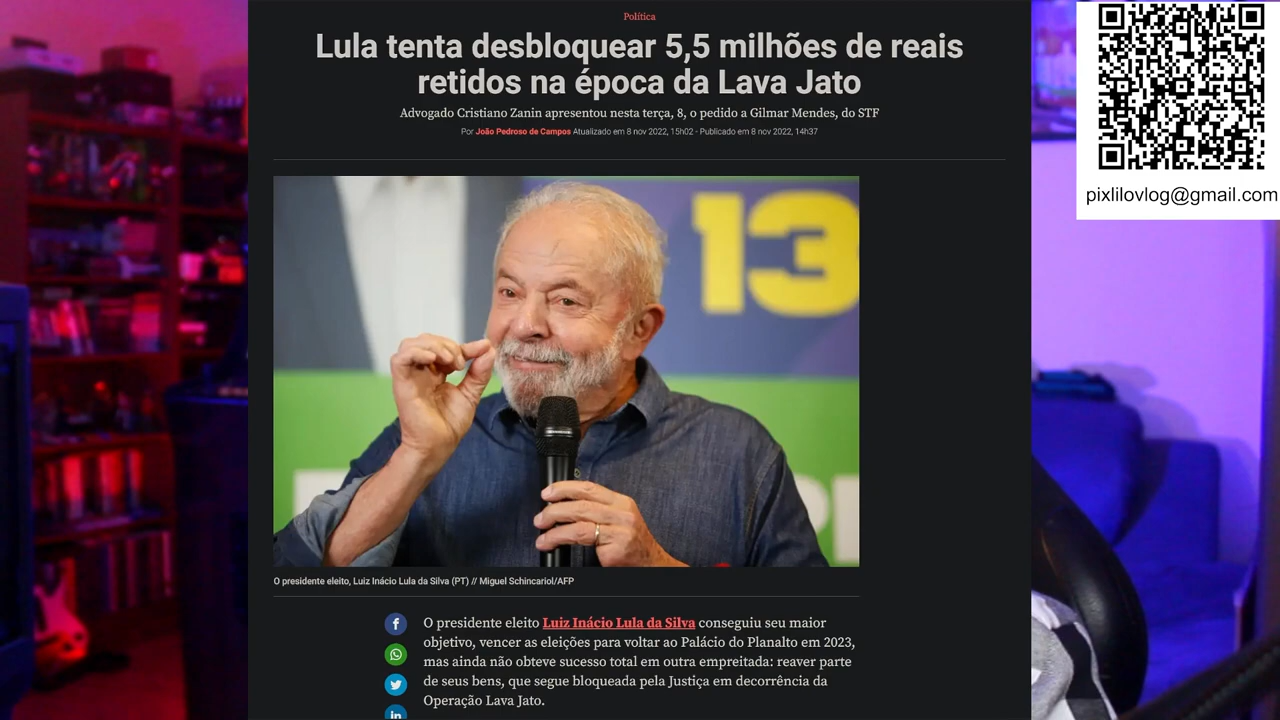 Política
Lula tenta desbloquear 5,5 milhões de reais
retidos na época da Lava Jato
Advogado Cristiano Zanin apresentou nesta terça, 8, o pedido a Gilmar Mendes, do STF
Por João Pedroso de Campos Atualizado em 8 nov 2022, 15h02 - Publicado em 8 nov 2022, 14h37
13
pixlilovlog@gmail.com
O presidente eleito, Luiz Inácio Lula da Silva (PT) // Miguel Schincariol/AFP
O presidente eleito Luiz Inácio Lula da Silva conseguiu seu maior
objetivo, vencer as eleições para voltar ao Palácio do Planalto em 2023,
mas ainda não obteve sucesso total em outra empreitada: reaver parte
de seus bens, que segue bloqueada pela Justiça em decorrência da
Operação Lava Jato.